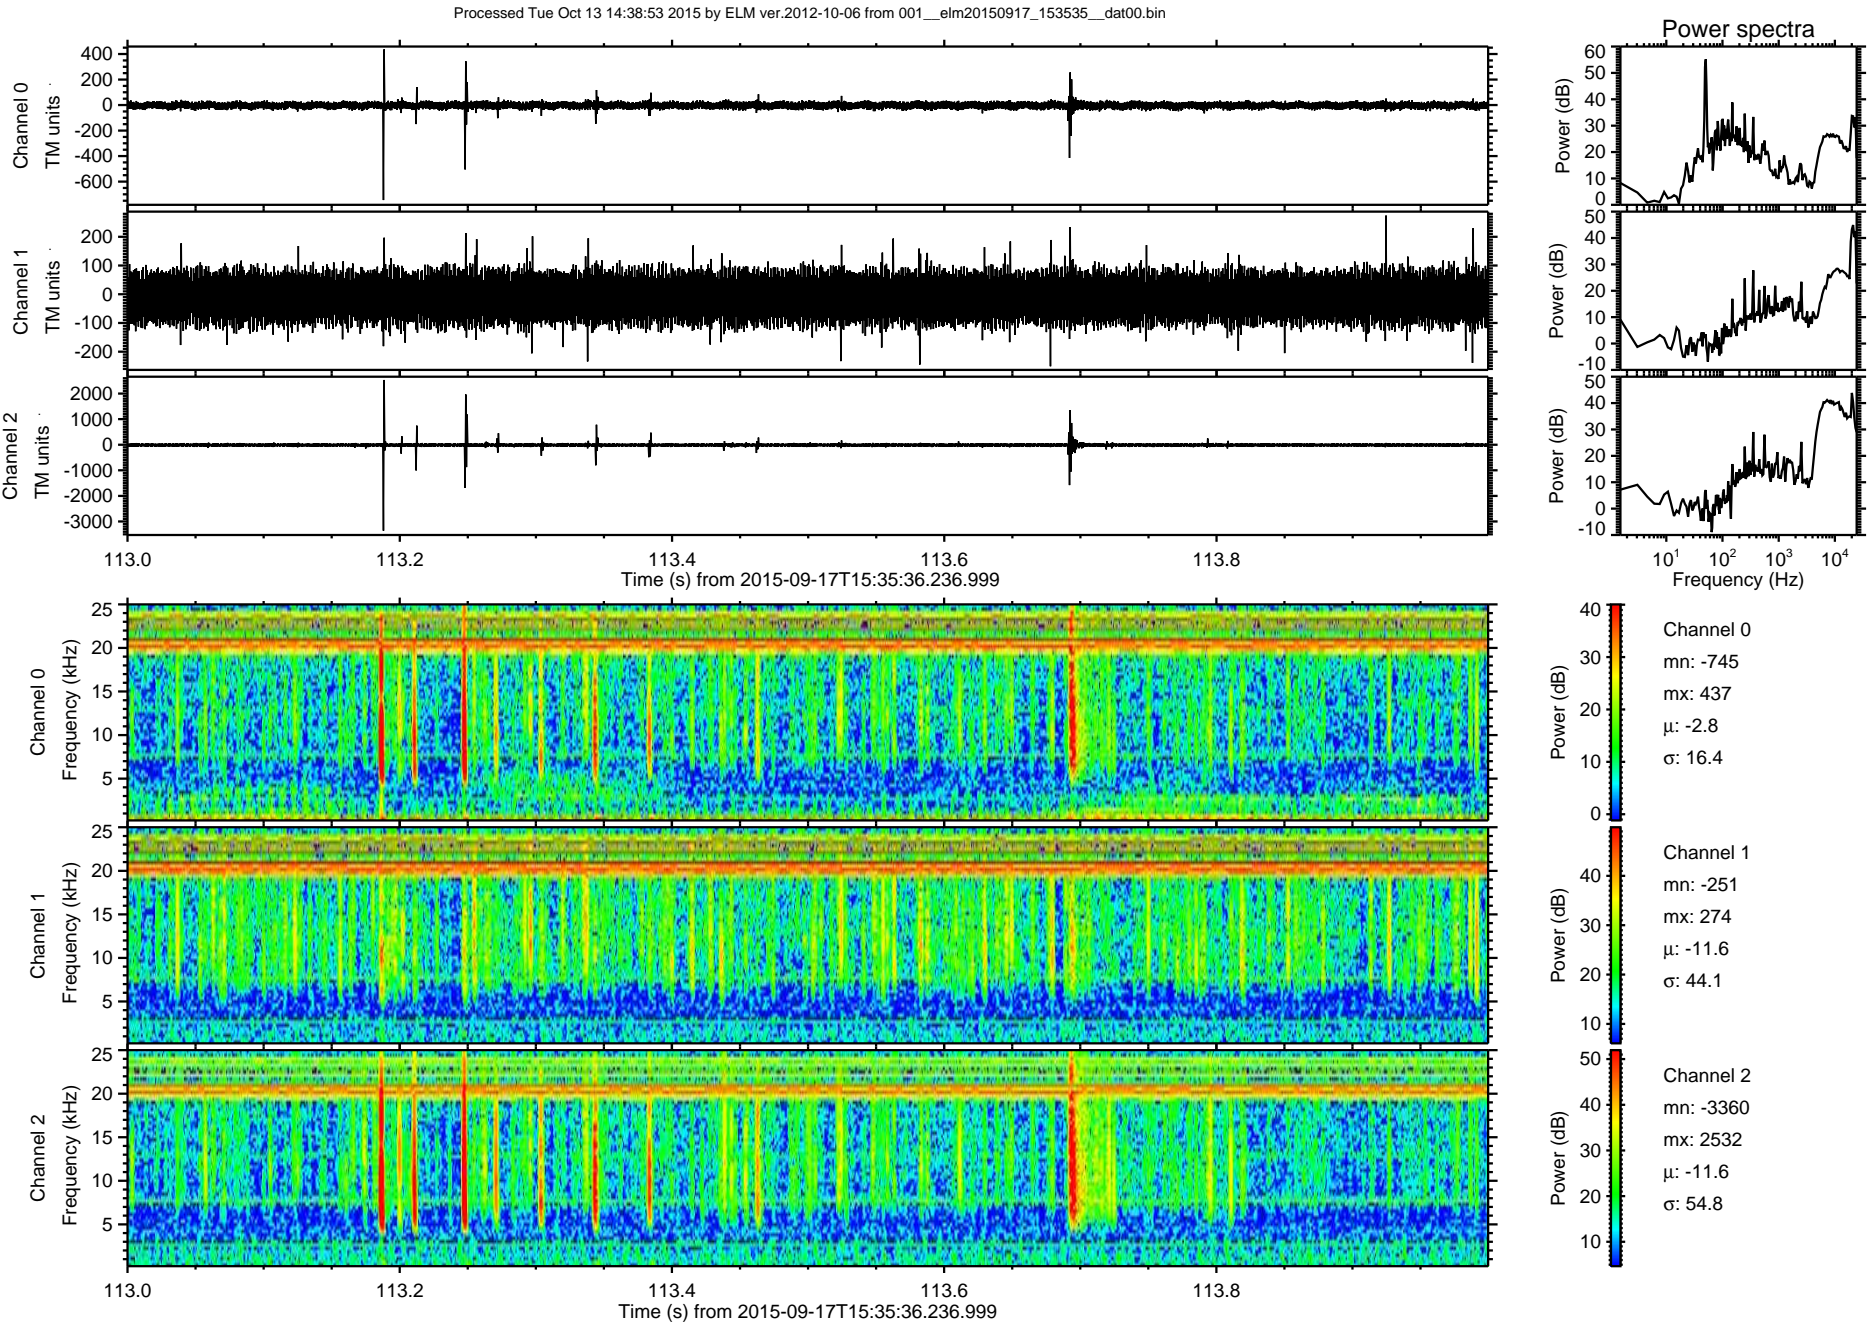 Processed Tue Oct 13 14:38:53 2015 by ELM ver.2012-10-06 from 001__elm20150917_153535__dat00.bin
Power spectra
Channel 0
TM units
400
200
0
-200
-400
-600
Power (dB)
60
50
40
30
20
10
0
Channel 1
TM units
200
100
0
-100
-200
Power (dB)
50
40
30
20
10
0
-10
Channel 2
TM units
2000
1000
0
-1000
-2000
-3000
Power (dB)
50
40
30
20
10
0
-10
113.0 113.2 113.4 113.6 113.8
Time (s) from 2015-09-17T15:35:36.236.999
10^1 10^2 10^3 10^4
Frequency (Hz)
Channel 0
Frequency (kHz)
25
20
15
10
5
Power (dB)
40
30
20
10
0
Channel 0
mn: -745
mx: 437
μ: -2.8
σ: 16.4
Channel 1
Frequency (kHz)
25
20
15
10
5
Power (dB)
40
30
20
10
Channel 1
mn: -251
mx: 274
μ: -11.6
σ: 44.1
Channel 2
Frequency (kHz)
25
20
15
10
5
Power (dB)
50
40
30
20
10
Channel 2
mn: -3360
mx: 2532
μ: -11.6
σ: 54.8
113.0 113.2 113.4 113.6 113.8
Time (s) from 2015-09-17T15:35:36.236.999